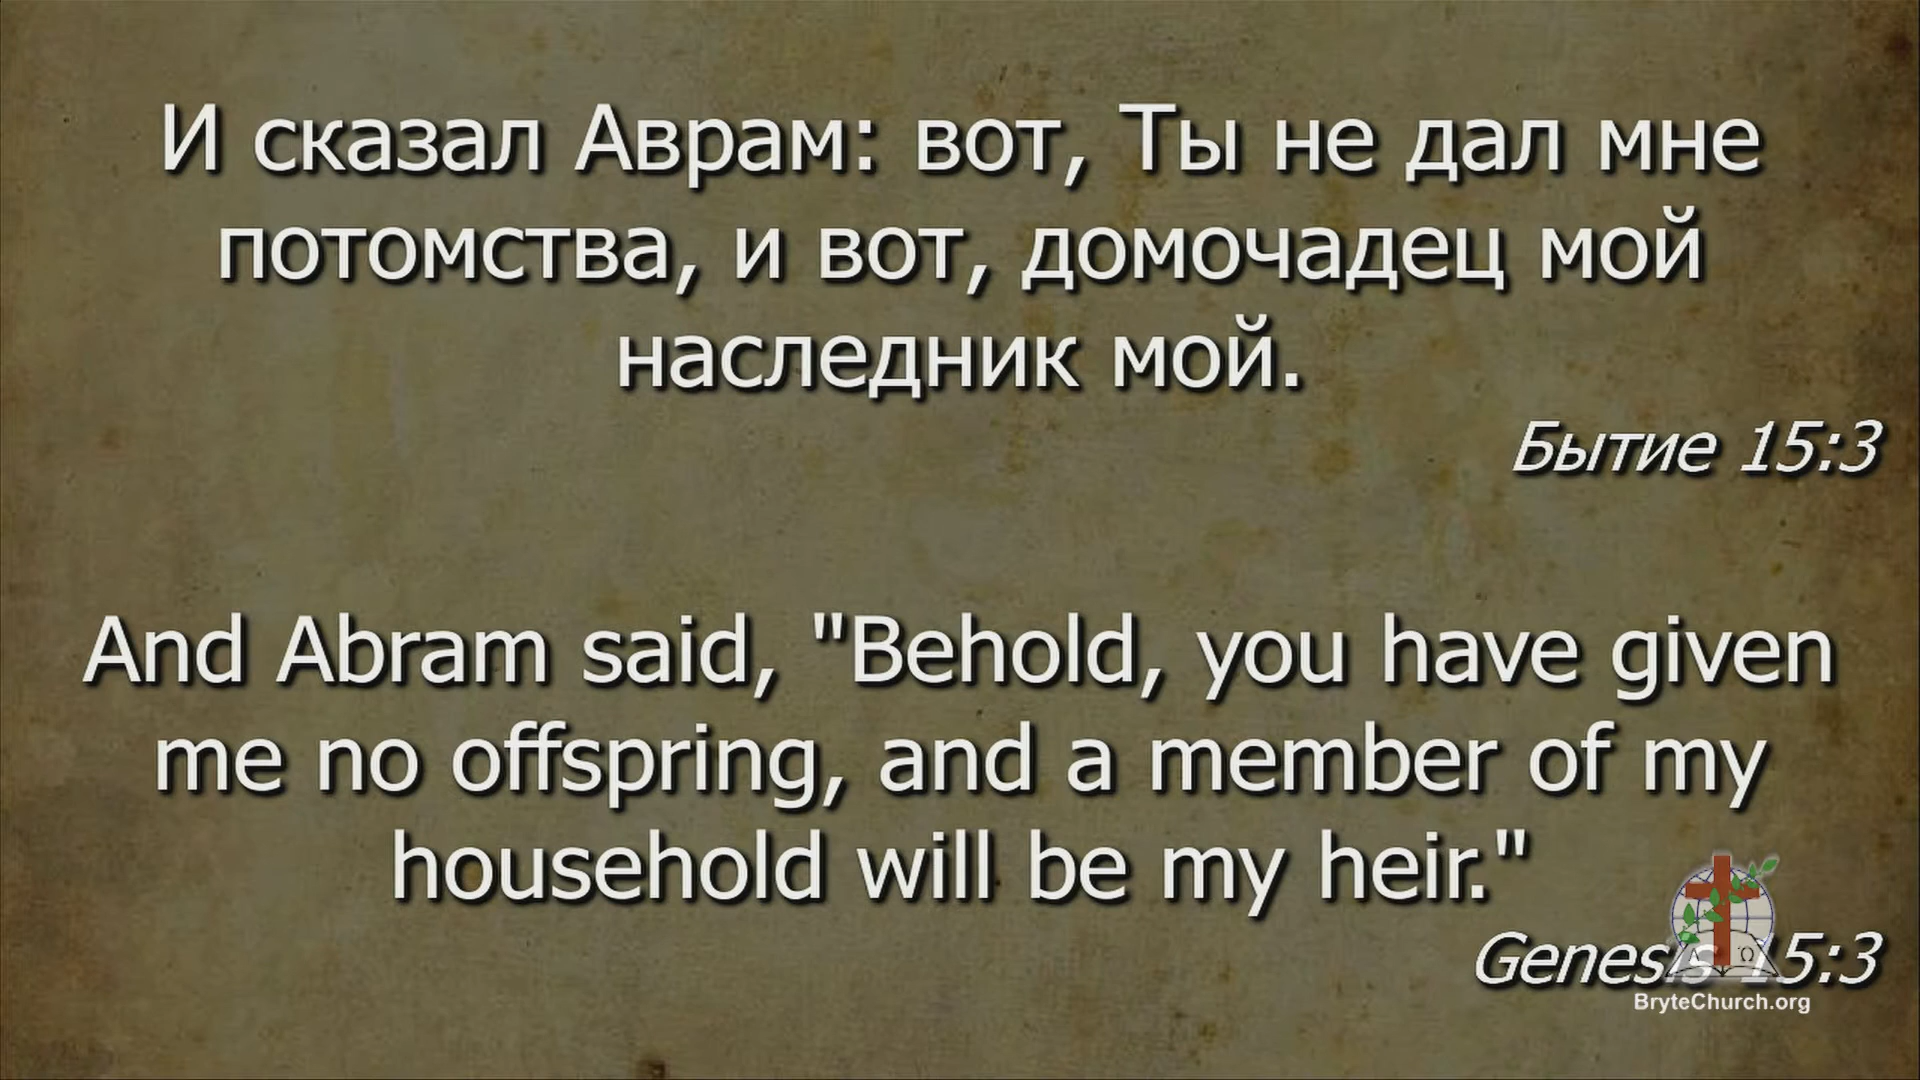 И сказал Аврам: вот, Ты не дал мне
потомства, и вот, домочадец мой
наследник мой.
Бытие 15:3
And Abram said, "Behold, you have given
me no offspring, and a member of my
household will be my heir."
Genesis 15:3
BryteChurch.org